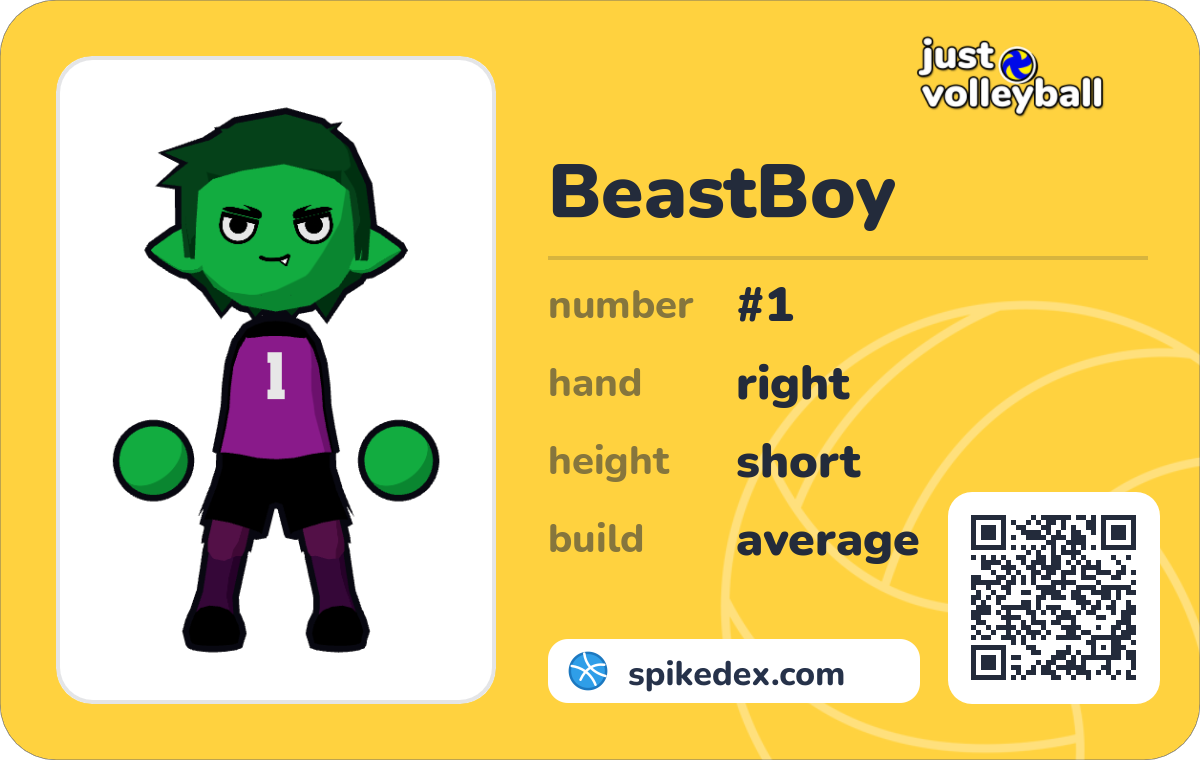 just
volleyball
BeastBoy
number #1
hand right
height short
build average
1
spikedex.com